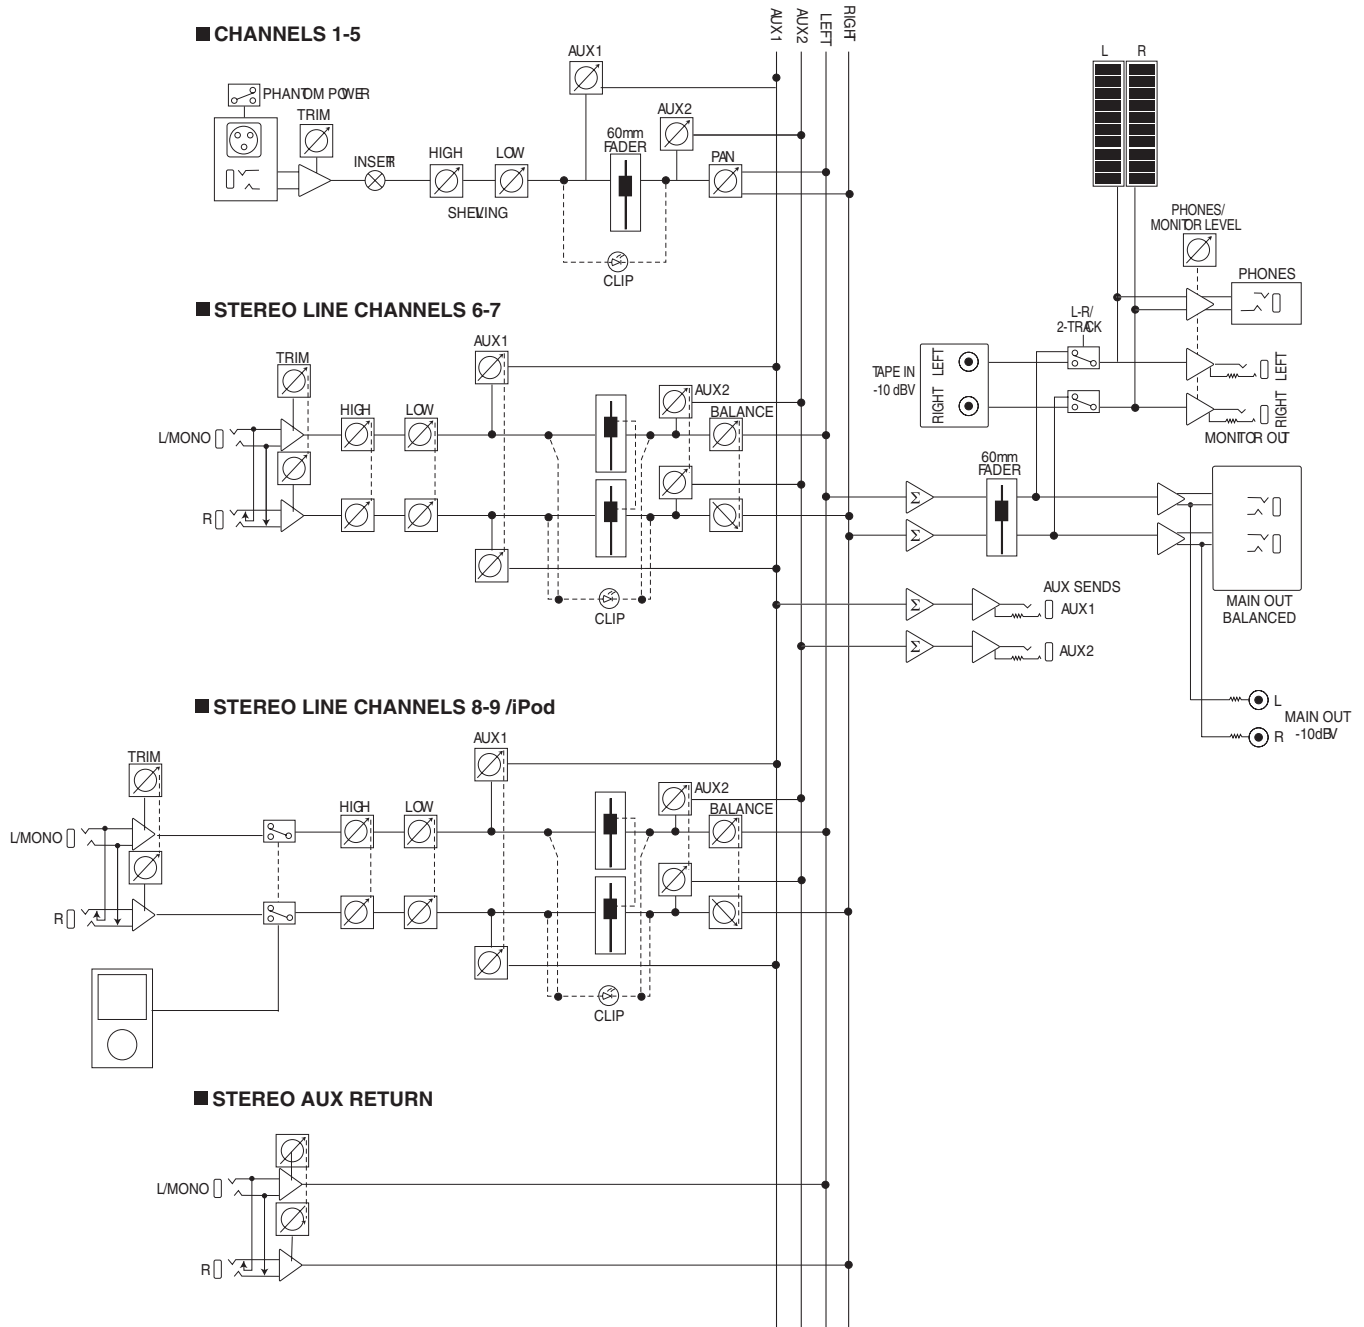 ■ CHANNELS 1-5
AUX1
AUX2
LEFT
RIGHT
L R
AUX1
PHANTOM POWER
TRIM
AUX2
60mm
FADER
INSERT
HIGH
LOW
PAN
SHELVING
CLIP
PHONES/
MONITOR LEVEL
PHONES
L-R/
2-TRACK
TAPE IN
-10 dBV
LEFT
RIGHT
LEFT
RIGHT
MONITOR OUT
■ STEREO LINE CHANNELS 6-7
AUX1
TRIM
AUX2
HIGH
LOW
BALANCE
L/MONO
R
CLIP
60mm
FADER
Σ
Σ
MAIN OUT
BALANCED
AUX SENDS
Σ
AUX1
Σ
AUX2
L
R
MAIN OUT
-10dBV
■ STEREO LINE CHANNELS 8-9 /iPod
AUX1
TRIM
AUX2
HIGH
LOW
BALANCE
L/MONO
R
CLIP
■ STEREO AUX RETURN
L/MONO
R